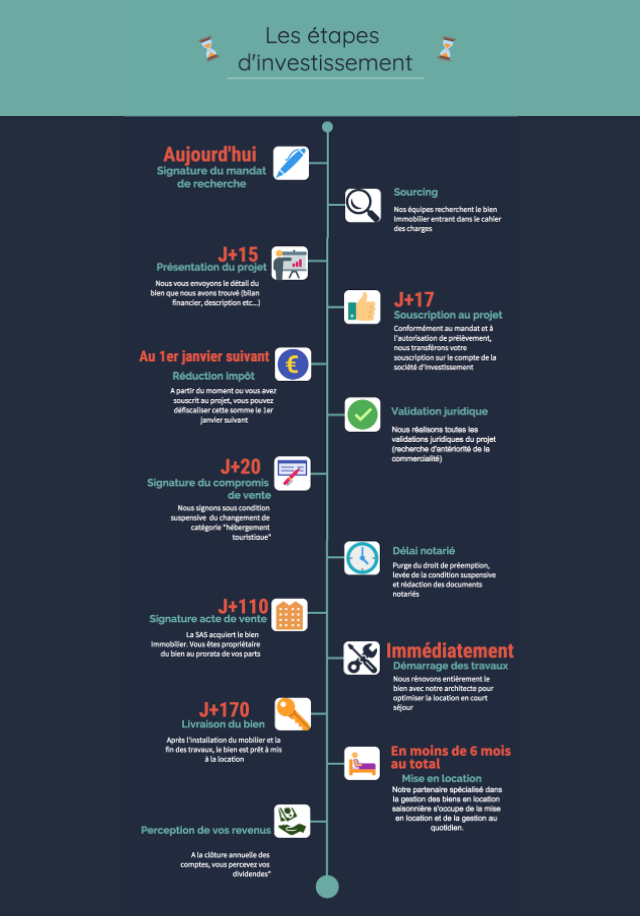 Les étapes
d'investissement
Aujourd'hui
Signature du mandat
de recherche
Sourcing
Nos équipes recherchent le bien
Immobilier entrant dans le cahier
des charges
J+15
Présentation du projet
Nous vous envoyons le détail du
bien que nous avons trouvé (bilan
financier, description etc...)
J+17
Souscription au projet
Conformément au mandat et à
l'autorisation de prélèvement,
nous transférons votre
souscription sur le compte de la
société d'investissement
Au 1er janvier suivant
Réduction impôt
A partir du moment ou vous avez
souscrit au projet, vous pouvez
défiscaliser cette somme le 1er
janvier suivant
Validation juridique
Nous réalisons toutes les
validations juridiques du projet
(recherche d'antériorité de la
commercialité)
J+20
Signature du compromis
de vente
Nous signons sous condition
suspensive du changement de
catégorie "hébergement
touristique"
Délai notarié
Purge du droit de préemption,
levée de la condition suspensive
et rédaction des documents
notariés
J+110
Signature acte de vente
La SAS acquiert le bien
Immobilier. Vous êtes propriétaire
du bien au prorata de vos parts
Immédiatement
Démarrage des travaux
Nous rénovons entièrement le
bien avec notre architecte pour
optimiser la location en court
séjour
J+170
Livraison du bien
Après l'installation du mobilier et la
fin des travaux, le bien est prêt à mis
à la location
En moins de 6 mois
au total
Mise en location
Notre partenaire spécialisé dans
la gestion des biens en location
saisonnière s'occupe de la mise
en location et de la gestion au
quotidien.
Perception de vos revenus
A la clôture annuelle des
comptes, vous percevez vos
dividendes"